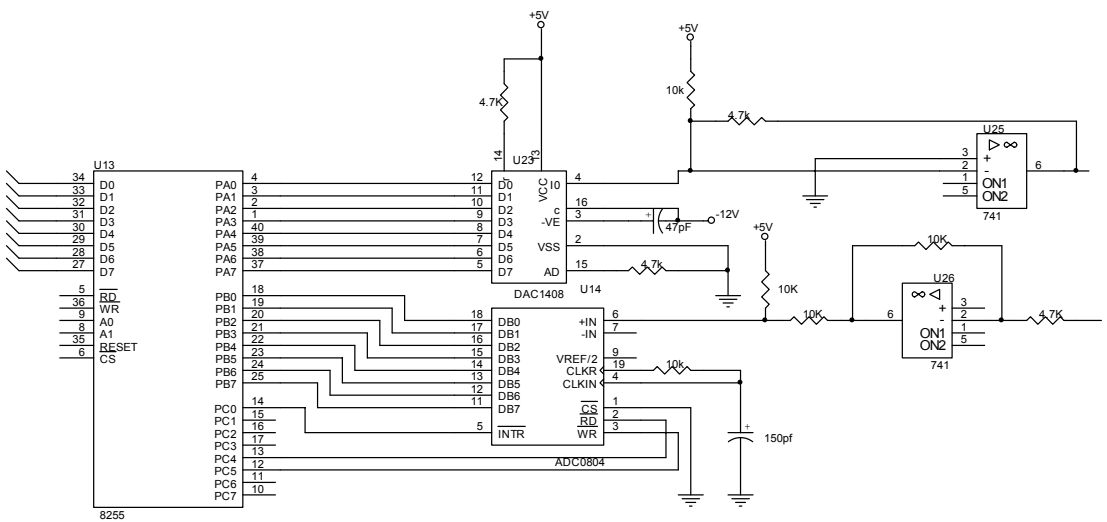 +5V
+5V
10k
4.7K
4.7k
U25
3 +
2 -
1 ON1
5 ON2
6
741
U13
34 D0
33 D1
32 D2
31 D3
30 D4
29 D5
28 D6
27 D7
5 RD
36 WR
9 A0
8 A1
35 RESET
6 CS
PA0 4
PA1 3
PA2 2
PA3 1
PA4 40
PA5 39
PA6 38
PA7 37
PB0 18
PB1 19
PB2 20
PB3 21
PB4 22
PB5 23
PB6 24
PB7 25
PC0 14
PC1 15
PC2 16
PC3 17
PC4 13
PC5 12
PC6 11
PC7 10
8255
U23
14 r
13 VCC
12 D0
11 D1
10 D2
9 D3
8 D4
7 D5
6 D6
5 D7
I0 4
c 16
-VE 3
VSS 2
AD 15
DAC1408
+
47pF
-12V
4.7k
U14
18 DB0
17 DB1
16 DB2
15 DB3
14 DB4
13 DB5
12 DB6
11 DB7
5 INTR
+IN 6
-IN 7
VREF/2 9
CLKR 19
CLKIN 4
CS 1
RD 2
WR 3
ADC0804
+5V
10K
10K
10K
10k
+
150pf
U26
6
+ 3
- 2
ON1 1
ON2 5
741
4.7K